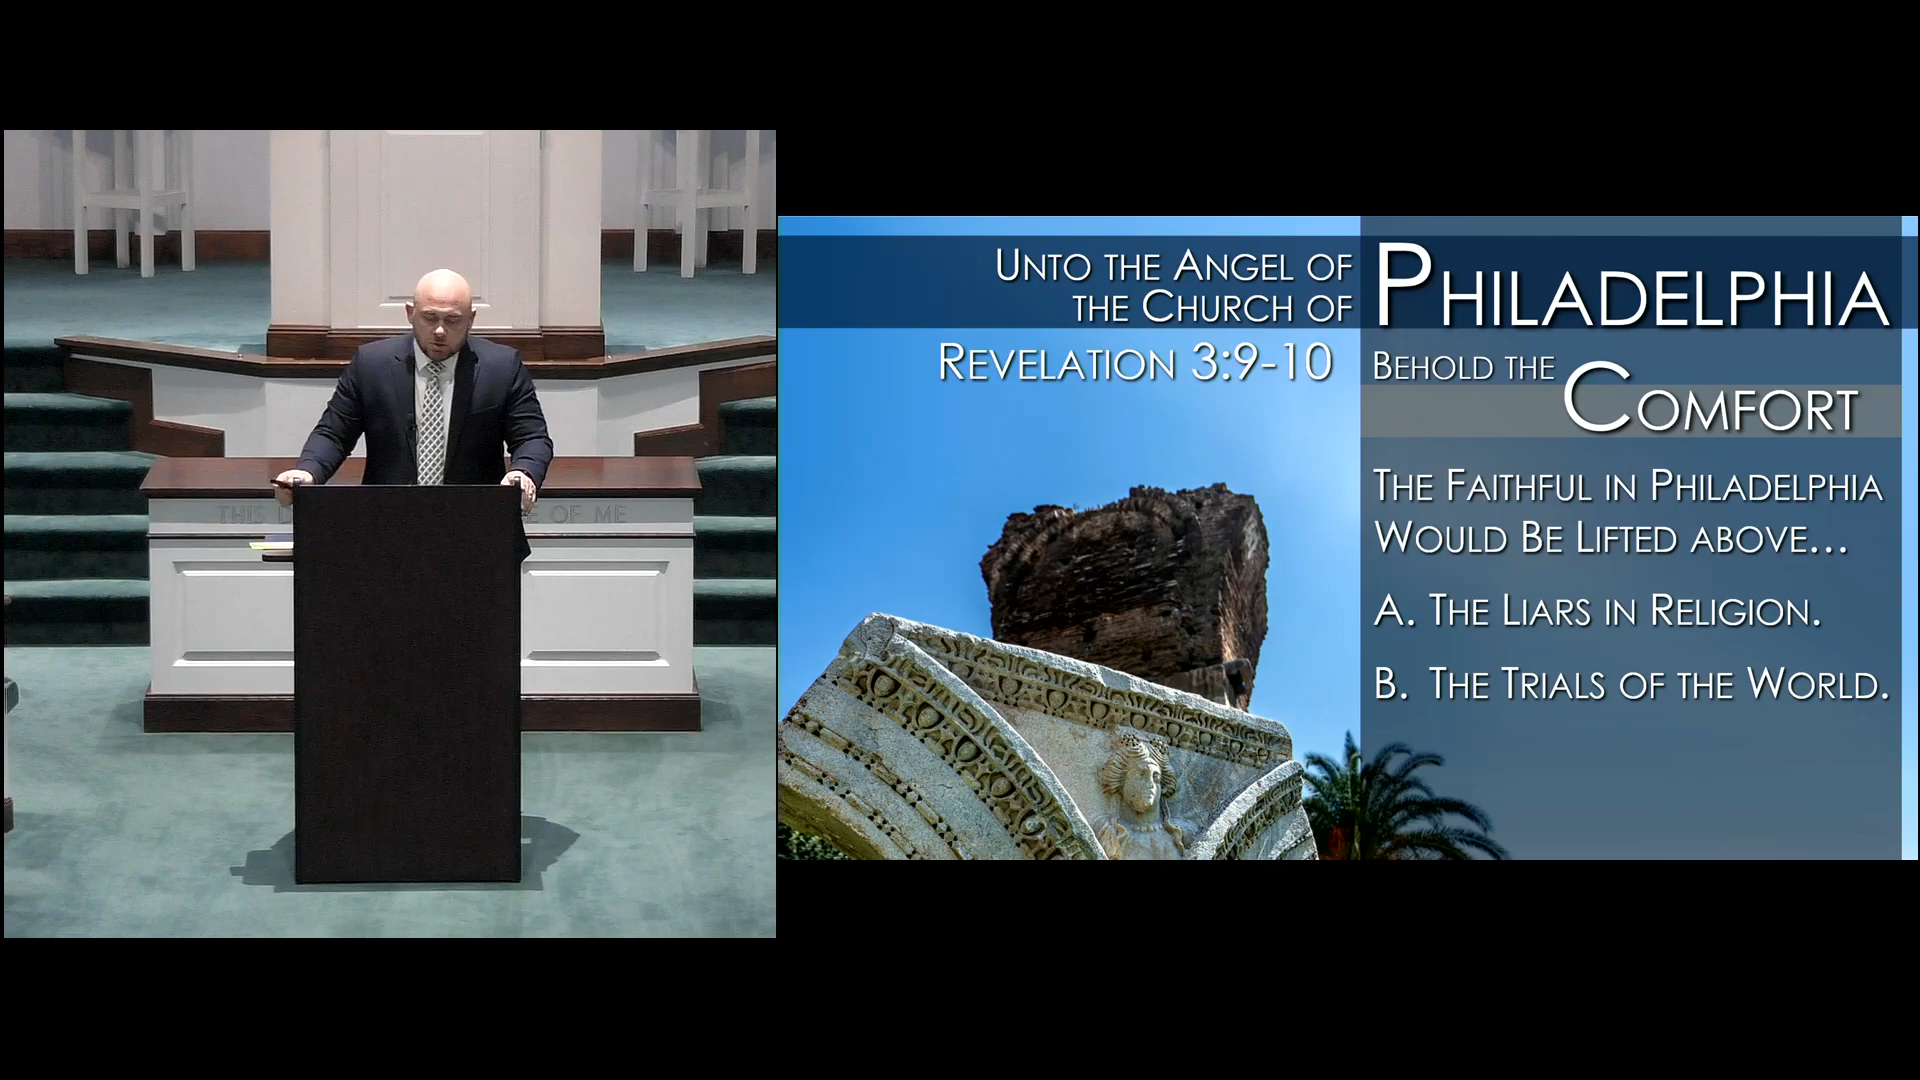 THIS D
E OF ME
UNTO THE ANGEL OF
THE CHURCH OF
PHILADELPHIA
REVELATION 3:9-10
BEHOLD THE
COMFORT
THE FAITHFUL IN PHILADELPHIA
WOULD BE LIFTED ABOVE...
A. THE LIARS IN RELIGION.
B. THE TRIALS OF THE WORLD.